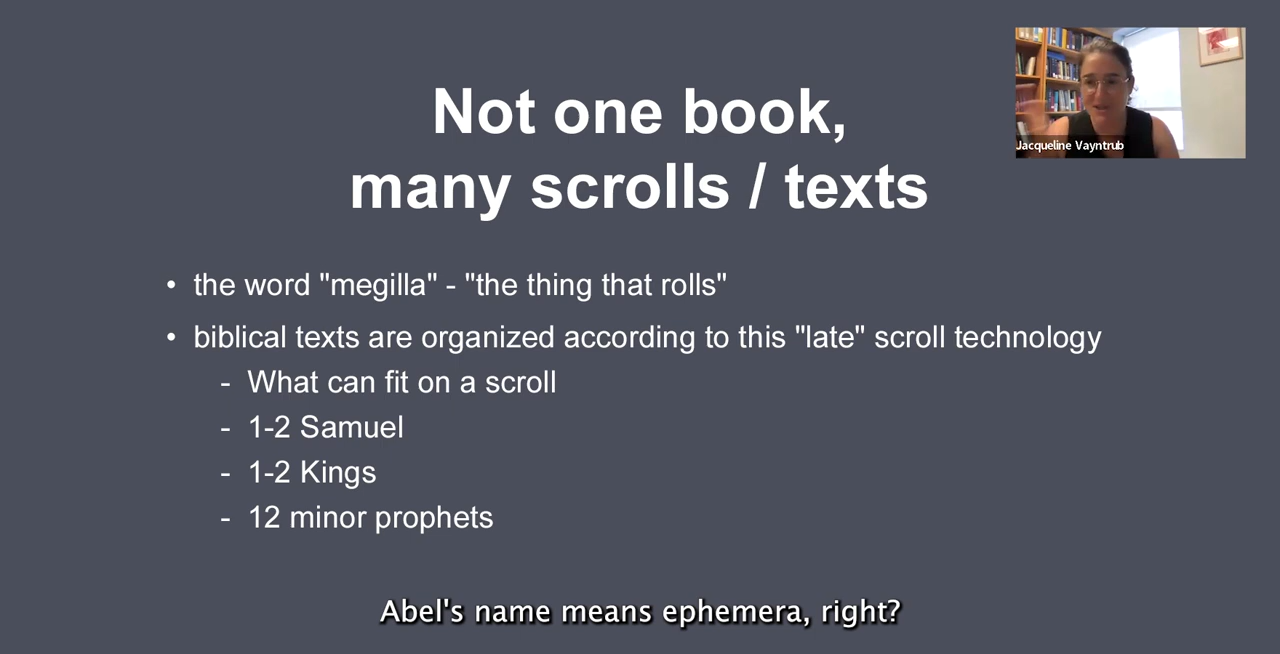 Not one book,
many scrolls / texts
Jacqueline Vayntrub
• the word "megilla" - "the thing that rolls"
• biblical texts are organized according to this "late" scroll technology
- What can fit on a scroll
- 1-2 Samuel
- 1-2 Kings
- 12 minor prophets
Abel's name means ephemera, right?